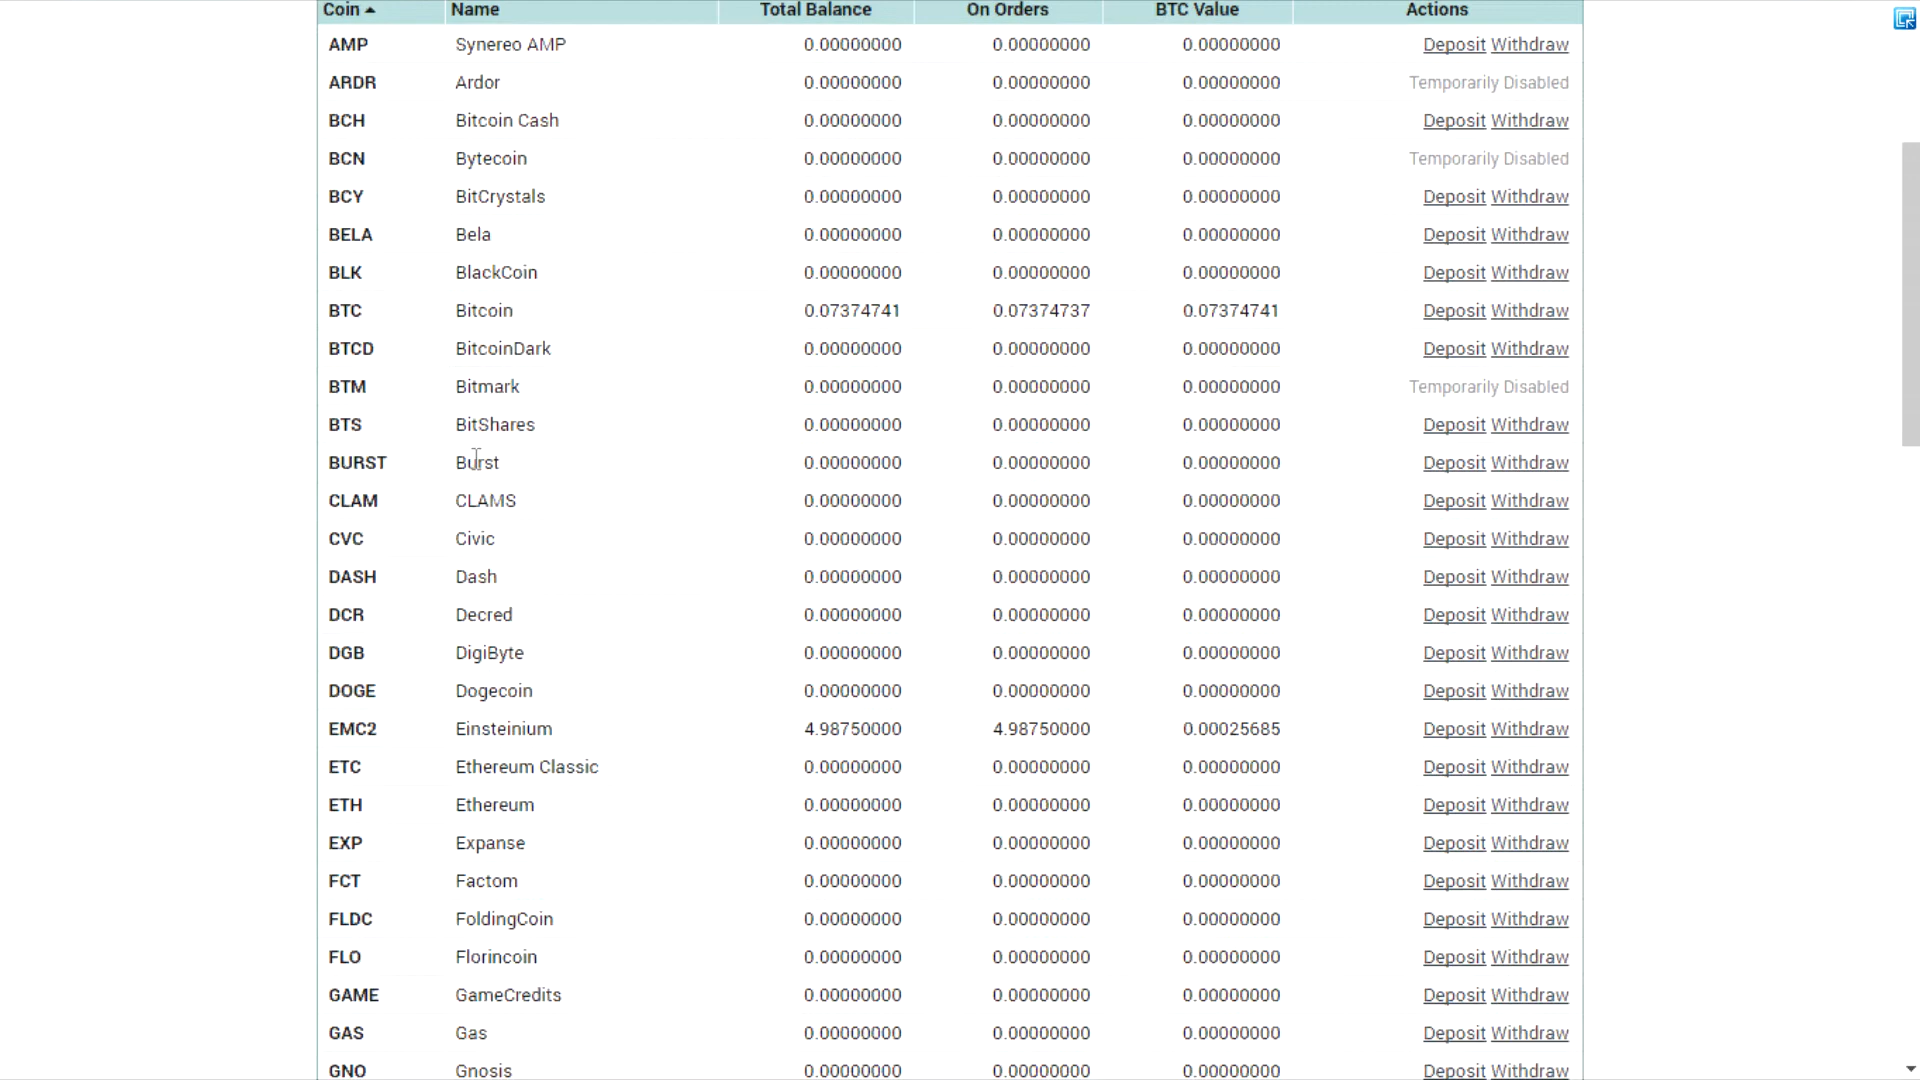 Coin Name Total Balance On Orders BTC Value Actions
AMP Synereo AMP 0.00000000 0.00000000 0.00000000 Deposit Withdraw
ARDR Ardor 0.00000000 0.00000000 0.00000000 Temporarily Disabled
BCH Bitcoin Cash 0.00000000 0.00000000 0.00000000 Deposit Withdraw
BCN Bytecoin 0.00000000 0.00000000 0.00000000 Temporarily Disabled
BCY BitCrystals 0.00000000 0.00000000 0.00000000 Deposit Withdraw
BELA Bela 0.00000000 0.00000000 0.00000000 Deposit Withdraw
BLK BlackCoin 0.00000000 0.00000000 0.00000000 Deposit Withdraw
BTC Bitcoin 0.07374741 0.07374737 0.07374741 Deposit Withdraw
BTCD BitcoinDark 0.00000000 0.00000000 0.00000000 Deposit Withdraw
BTM Bitmark 0.00000000 0.00000000 0.00000000 Temporarily Disabled
BTS BitShares 0.00000000 0.00000000 0.00000000 Deposit Withdraw
BURST Burst 0.00000000 0.00000000 0.00000000 Deposit Withdraw
CLAM CLAMS 0.00000000 0.00000000 0.00000000 Deposit Withdraw
CVC Civic 0.00000000 0.00000000 0.00000000 Deposit Withdraw
DASH Dash 0.00000000 0.00000000 0.00000000 Deposit Withdraw
DCR Decred 0.00000000 0.00000000 0.00000000 Deposit Withdraw
DGB DigiByte 0.00000000 0.00000000 0.00000000 Deposit Withdraw
DOGE Dogecoin 0.00000000 0.00000000 0.00000000 Deposit Withdraw
EMC2 Einsteinium 4.98750000 4.98750000 0.00025685 Deposit Withdraw
ETC Ethereum Classic 0.00000000 0.00000000 0.00000000 Deposit Withdraw
ETH Ethereum 0.00000000 0.00000000 0.00000000 Deposit Withdraw
EXP Expanse 0.00000000 0.00000000 0.00000000 Deposit Withdraw
FCT Factom 0.00000000 0.00000000 0.00000000 Deposit Withdraw
FLDC FoldingCoin 0.00000000 0.00000000 0.00000000 Deposit Withdraw
FLO Florincoin 0.00000000 0.00000000 0.00000000 Deposit Withdraw
GAME GameCredits 0.00000000 0.00000000 0.00000000 Deposit Withdraw
GAS Gas 0.00000000 0.00000000 0.00000000 Deposit Withdraw
GNO Gnosis 0.00000000 0.00000000 0.00000000 Deposit Withdraw